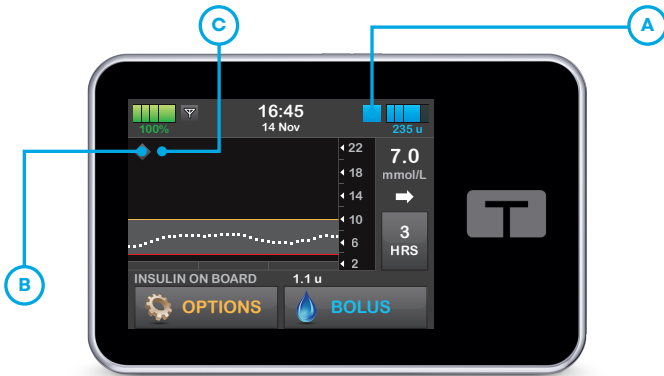 C
A
16:45
100%
14 Nov
235 u
22
7.0
18
mmol/L
14
10
3
HRS
6
2
INSULIN ON BOARD 1.1 u
OPTIONS
BOLUS
B
T